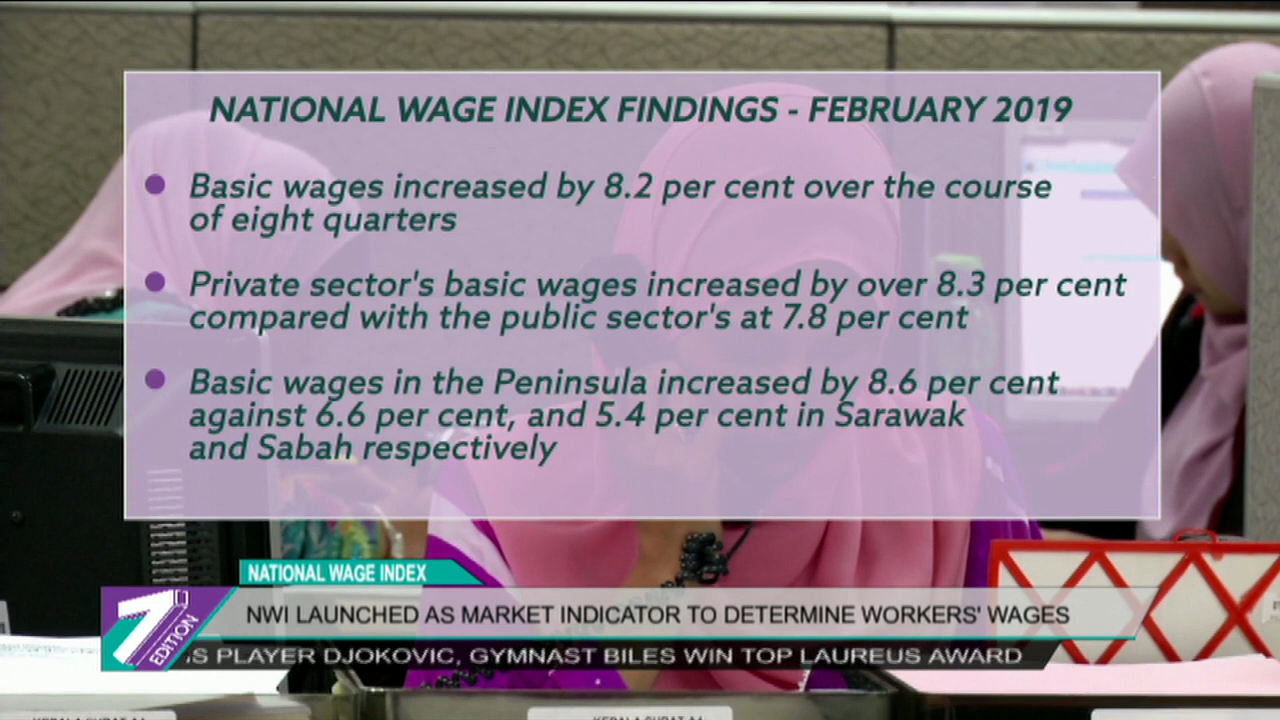 NATIONAL WAGE INDEX FINDINGS - FEBRUARY 2019
Basic wages increased by 8.2 per cent over the course
of eight quarters
Private sector's basic wages increased by over 8.3 per cent
compared with the public sector's at 7.8 per cent
Basic wages in the Peninsula increased by 8.6 per cent
against 6.6 per cent, and 5.4 per cent in Sarawak
and Sabah respectively
NATIONAL WAGE INDEX
NWI LAUNCHED AS MARKET INDICATOR TO DETERMINE WORKERS' WAGES
7 EDITION
PLAYER DJOKOVIC, GYMNAST BILES WIN TOP LAUREUS AWARD